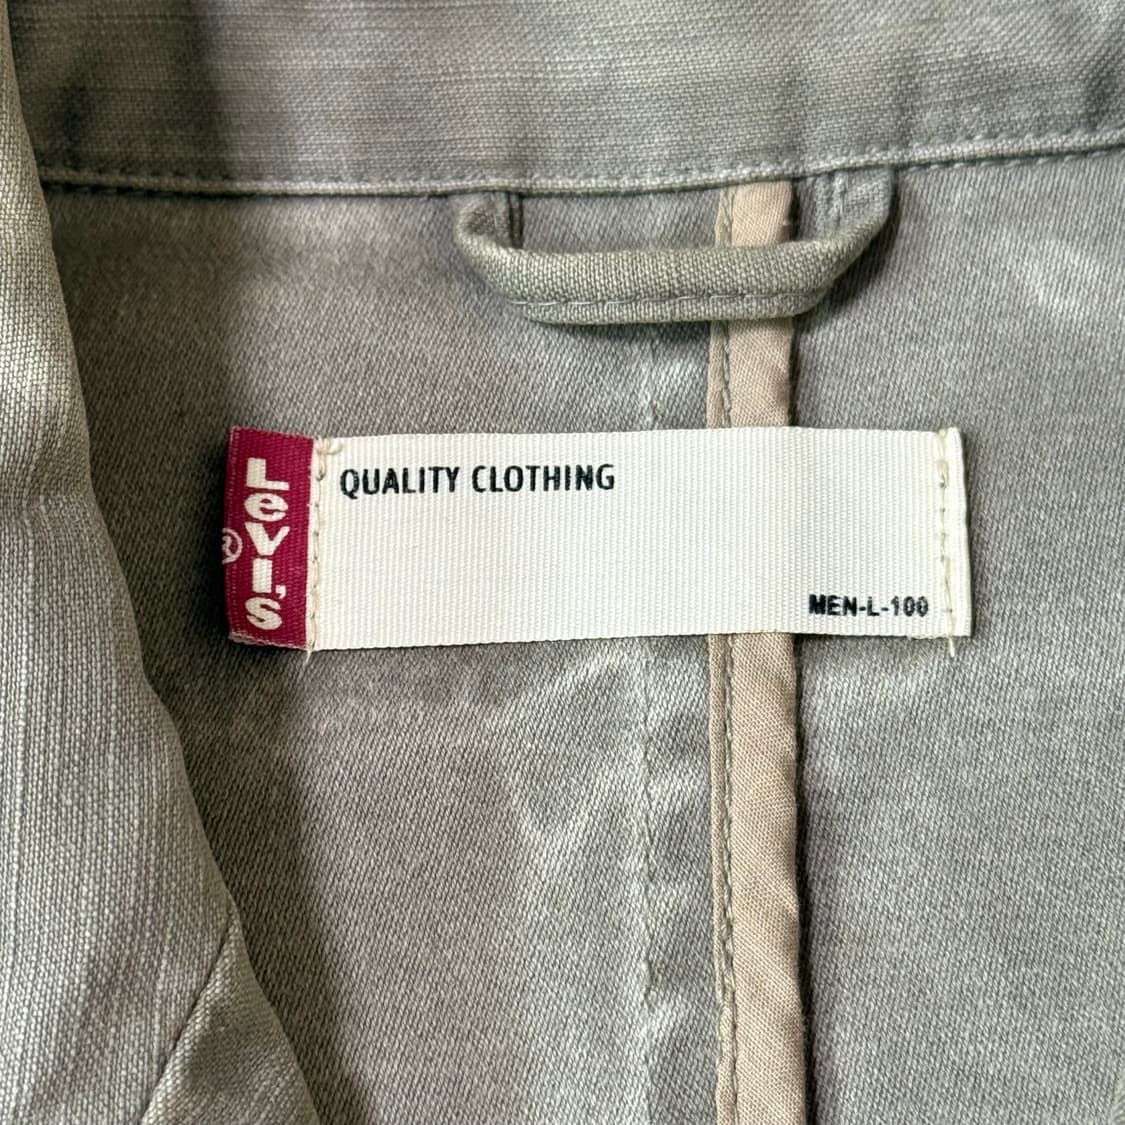 LeVI'S
®
QUALITY CLOTHING
MEN-L-100